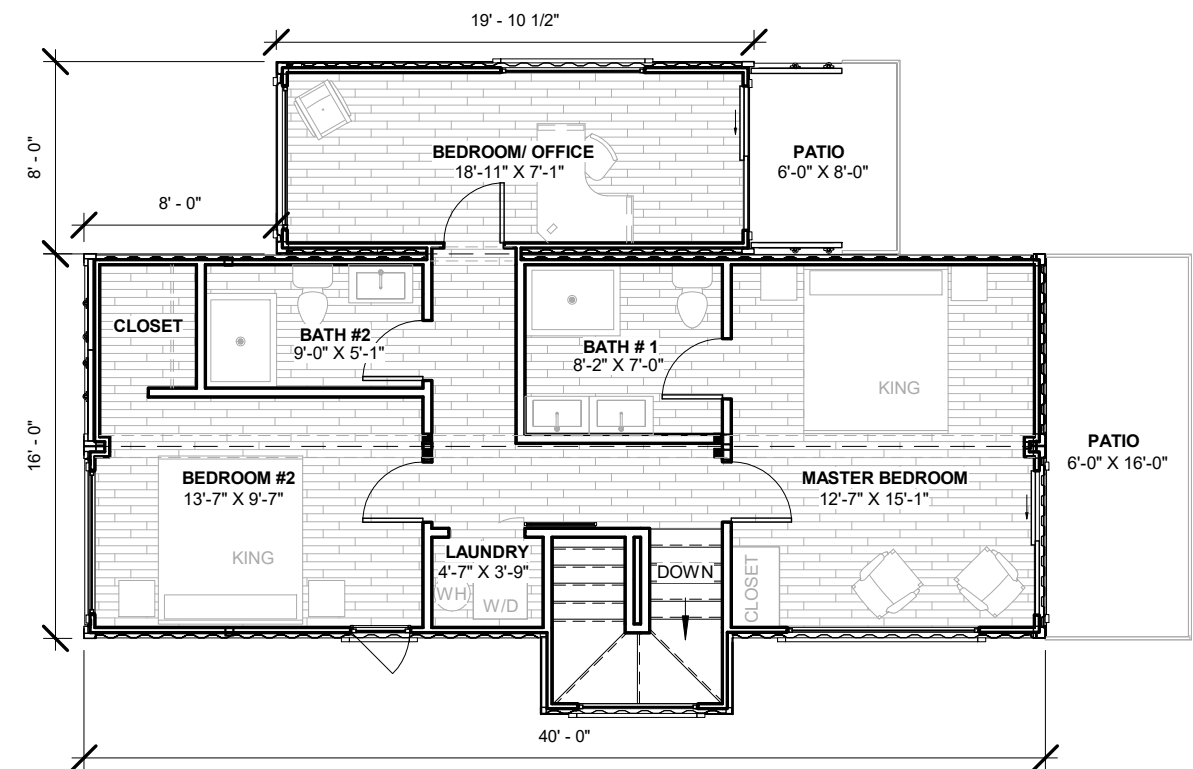 19' - 10 1/2"
8' - 0"
BEDROOM/ OFFICE
18'-11" X 7'-1"
PATIO
6'-0" X 8'-0"
8' - 0"
CLOSET
BATH #2
9'-0" X 5'-1"
BATH # 1
8'-2" X 7'-0"
KING
16' - 0"
PATIO
6'-0" X 16'-0"
BEDROOM #2
13'-7" X 9'-7"
MASTER BEDROOM
12'-7" X 15'-1"
KING
LAUNDRY
4'-7" X 3'-9"
WH
W/D
DOWN
CLOSET
40' - 0"